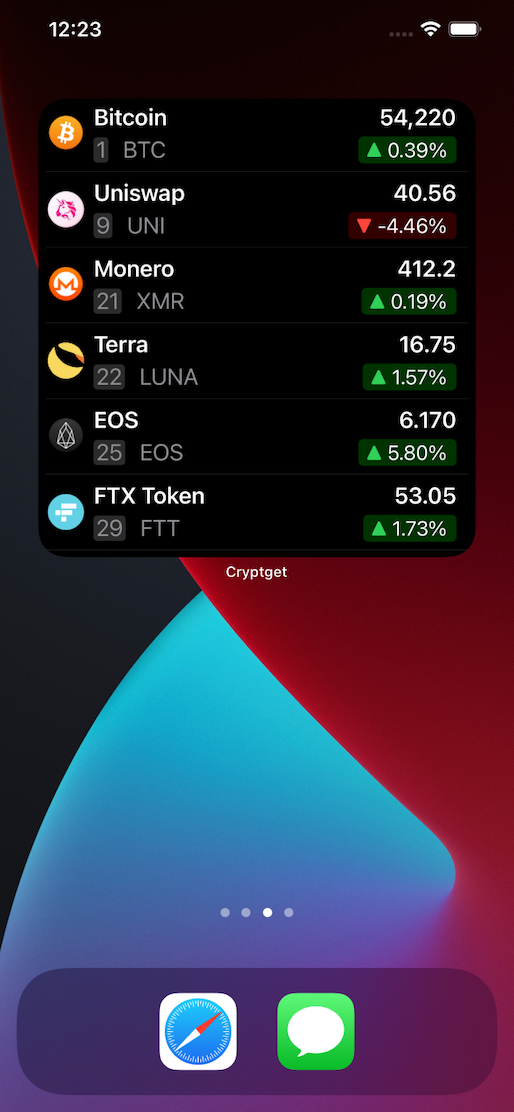 12:23
Bitcoin 54,220
1 BTC 0.39%
Uniswap 40.56
9 UNI -4.46%
Monero 412.2
21 XMR 0.19%
Terra 16.75
22 LUNA 1.57%
EOS 6.170
25 EOS 5.80%
FTX Token 53.05
29 FTT 1.73%
Cryptget